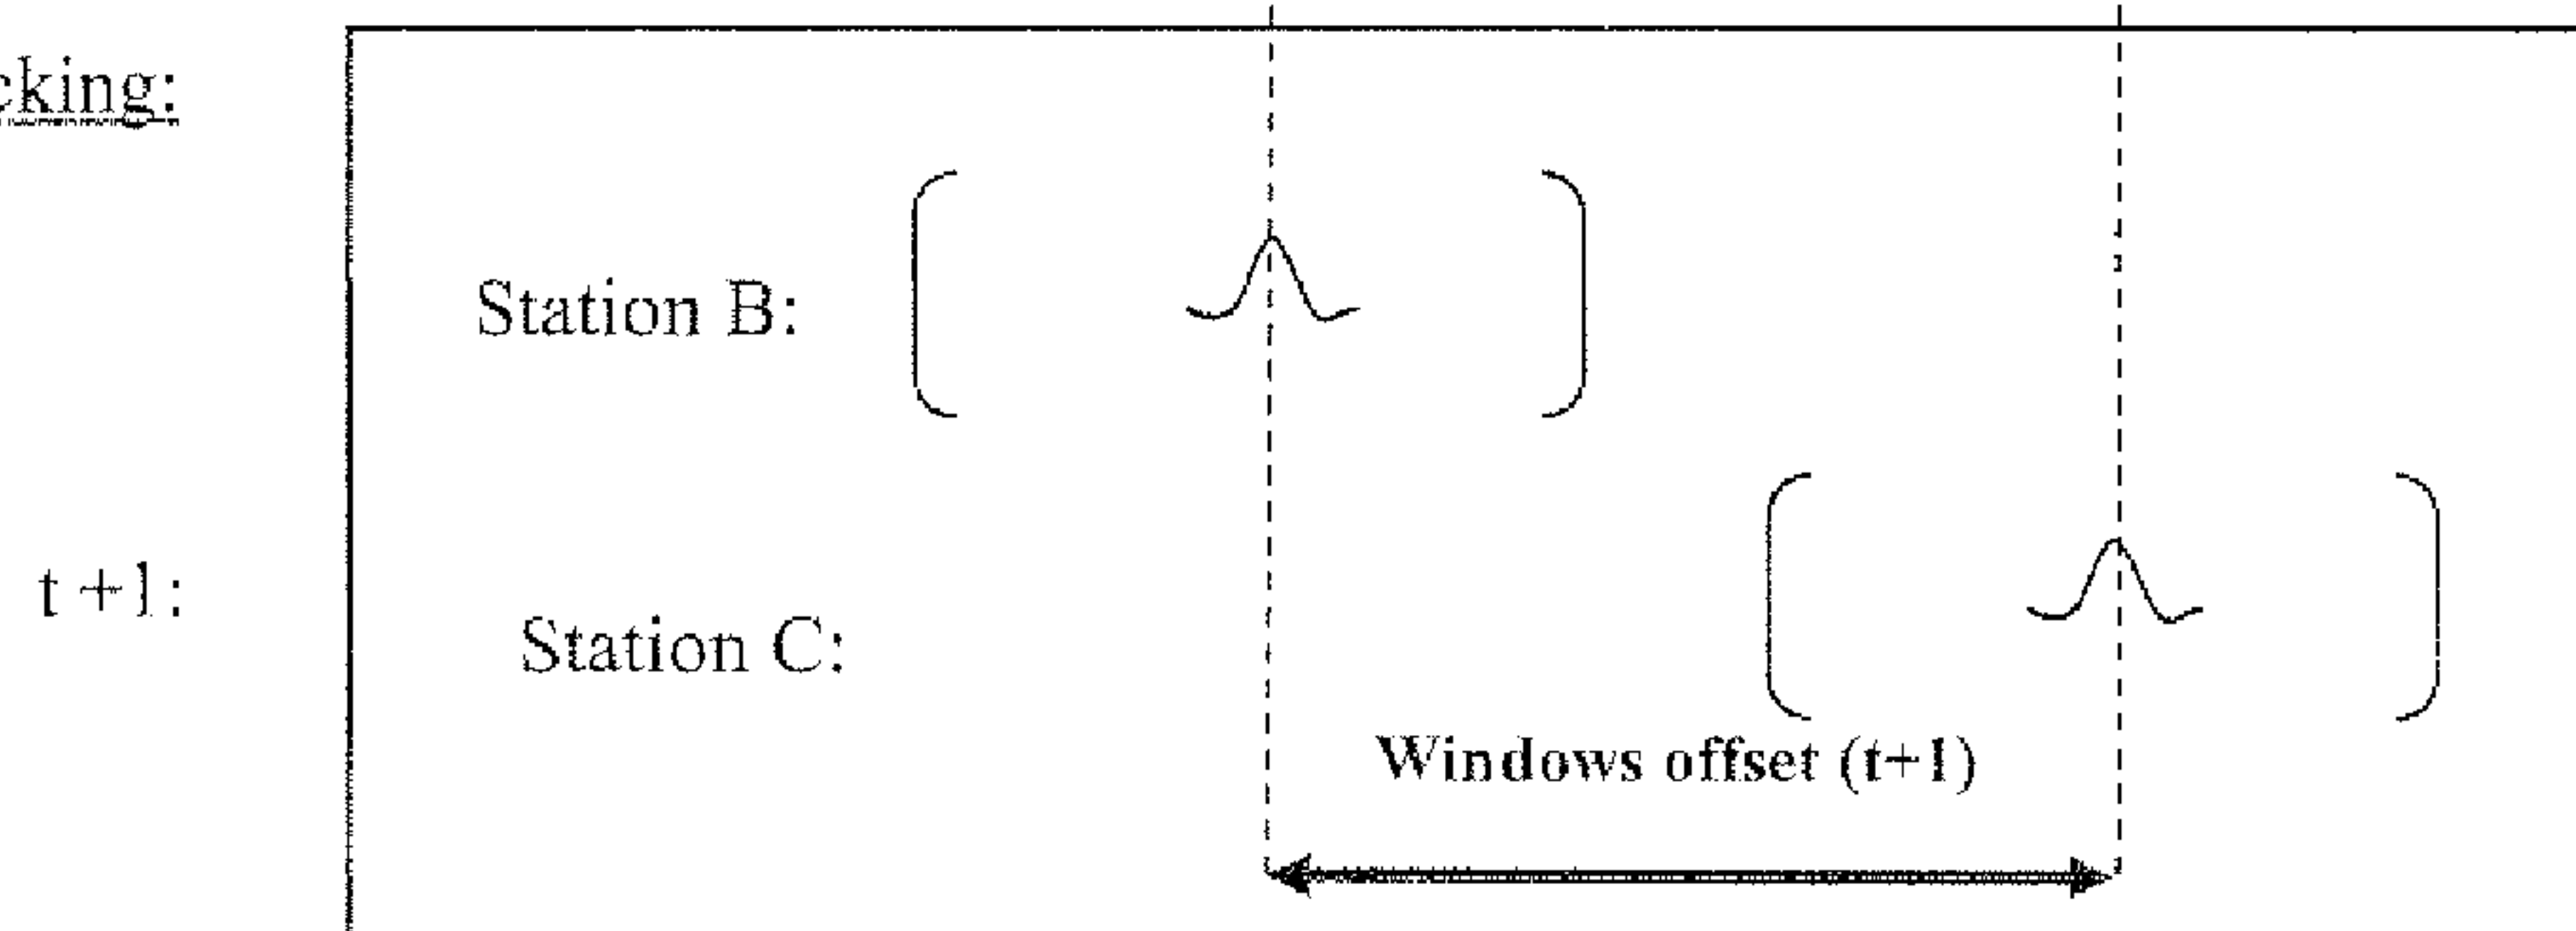 cking:
Station B:
t+1:
Station C:
Windows offset (t+1)